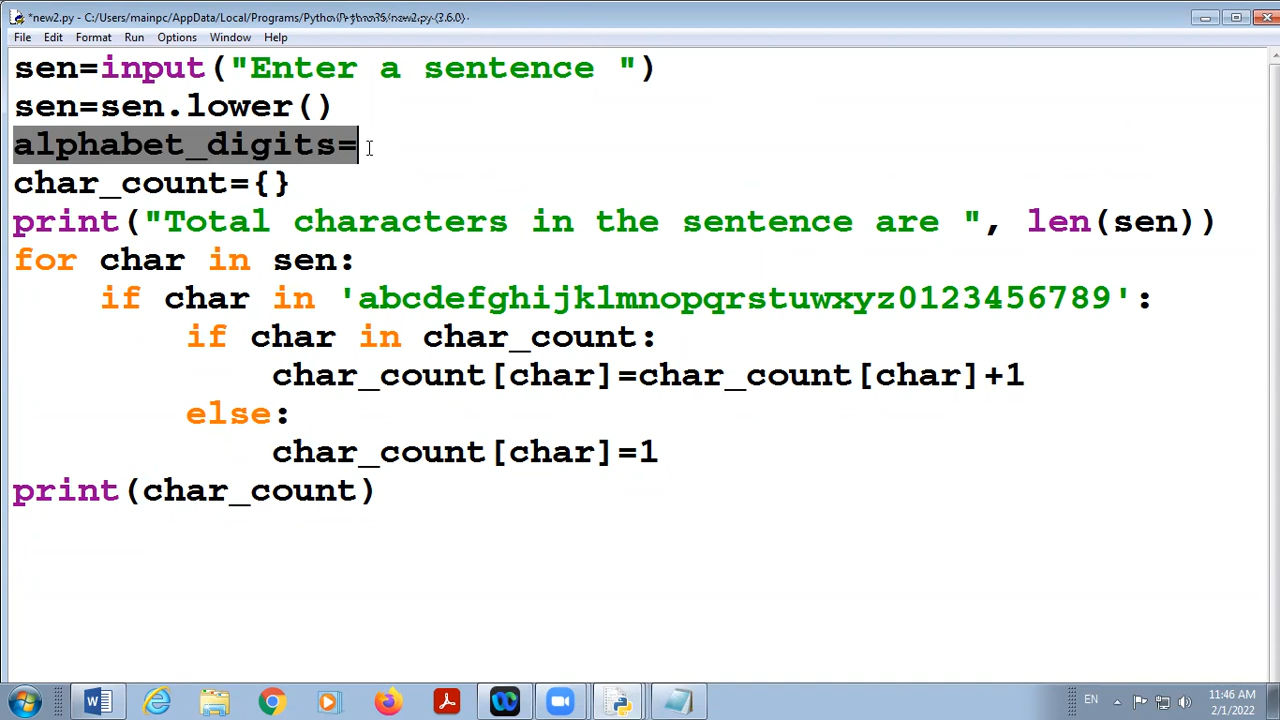 *new2.py - C:/Users/mainpc/AppData/Local/Programs/Python/Python36/new2.py (3.6.0)
File Edit Format Run Options Window Help
sen=input("Enter a sentence ")
sen=sen.lower()
alphabet_digits=
char_count={}
print("Total characters in the sentence are ", len(sen))
for char in sen:
    if char in 'abcdefghijklmnopqrstuwxyz0123456789':
        if char in char_count:
            char_count[char]=char_count[char]+1
        else:
            char_count[char]=1
print(char_count)
EN
11:46 AM
2/1/2022